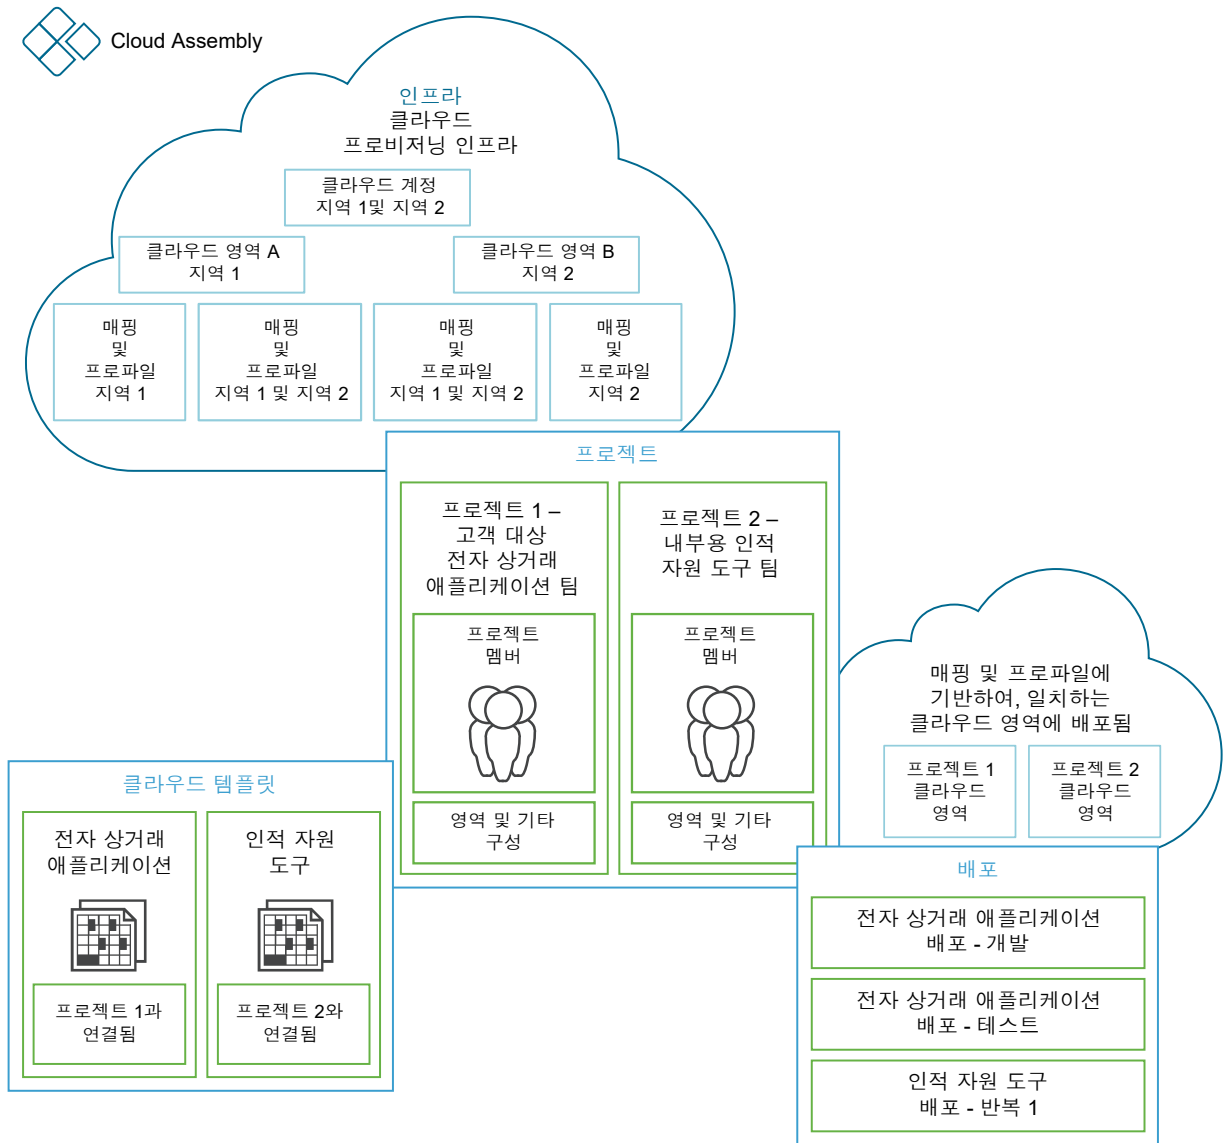 Cloud Assembly
인프라
클라우드
프로비저닝 인프라
클라우드 계정
지역 1및 지역 2
클라우드 영역 A
지역 1
클라우드 영역 B
지역 2
매핑
및
프로파일
지역 1
매핑
및
프로파일
지역 1 및 지역 2
매핑
및
프로파일
지역 1 및 지역 2
매핑
및
프로파일
지역 2
프로젝트
프로젝트 1 –
고객 대상
전자 상거래
애플리케이션 팀
프로젝트
멤버
영역 및 기타
구성
프로젝트 2 –
내부용 인적
자원 도구 팀
프로젝트
멤버
영역 및 기타
구성
클라우드 템플릿
전자 상거래
애플리케이션
프로젝트 1과
연결됨
인적 자원
도구
프로젝트 2와
연결됨
매핑 및 프로파일에
기반하여, 일치하는
클라우드 영역에 배포됨
프로젝트 1
클라우드
영역
프로젝트 2
클라우드
영역
배포
전자 상거래 애플리케이션
배포 - 개발
전자 상거래 애플리케이션
배포 - 테스트
인적 자원 도구
배포 - 반복 1